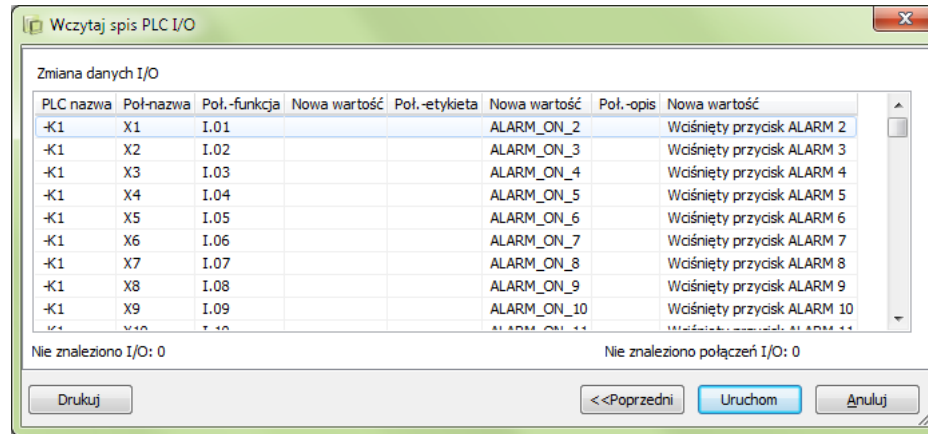 Wczytaj spis PLC I/O
Zmiana danych I/O
PLC nazwa Poł-nazwa Poł.-funkcja Nowa wartość Poł.-etykieta Nowa wartość Poł.-opis Nowa wartość
-K1 X1 I.01 ALARM_ON_2 Wciśnięty przycisk ALARM 2
-K1 X2 I.02 ALARM_ON_3 Wciśnięty przycisk ALARM 3
-K1 X3 I.03 ALARM_ON_4 Wciśnięty przycisk ALARM 4
-K1 X4 I.04 ALARM_ON_5 Wciśnięty przycisk ALARM 5
-K1 X5 I.05 ALARM_ON_6 Wciśnięty przycisk ALARM 6
-K1 X6 I.06 ALARM_ON_7 Wciśnięty przycisk ALARM 7
-K1 X7 I.07 ALARM_ON_8 Wciśnięty przycisk ALARM 8
-K1 X8 I.08 ALARM_ON_9 Wciśnięty przycisk ALARM 9
-K1 X9 I.09 ALARM_ON_10 Wciśnięty przycisk ALARM 10
Nie znaleziono I/O: 0 Nie znaleziono połączeń I/O: 0
Drukuj <<Poprzedni Uruchom Anuluj